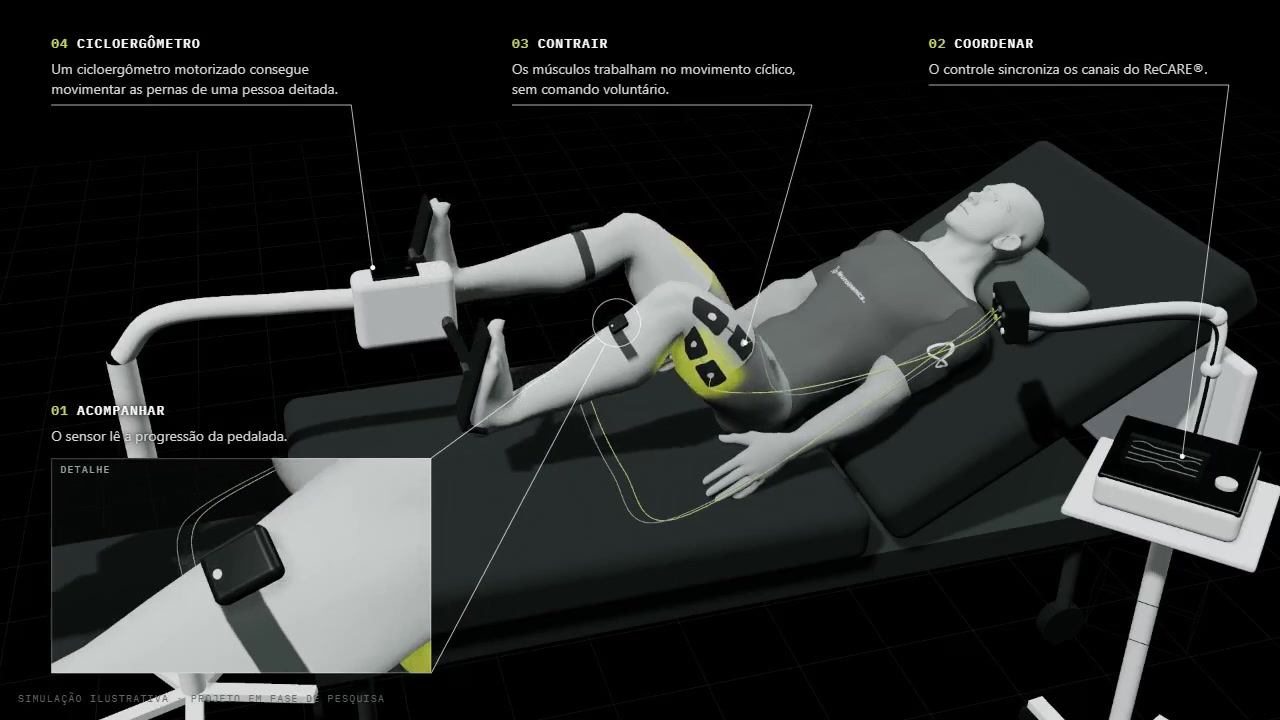 04 CICLOERGÔMETRO
Um cicloergômetro motorizado consegue
movimentar as pernas de uma pessoa deitada.
03 CONTRAIR
Os músculos trabalham no movimento cíclico,
sem comando voluntário.
02 COORDENAR
O controle sincroniza os canais do ReCARE®.
01 ACOMPANHAR
O sensor lê a progressão da pedalada.
DETALHE
SIMULAÇÃO ILUSTRATIVA · PROJETO EM FASE DE PESQUISA